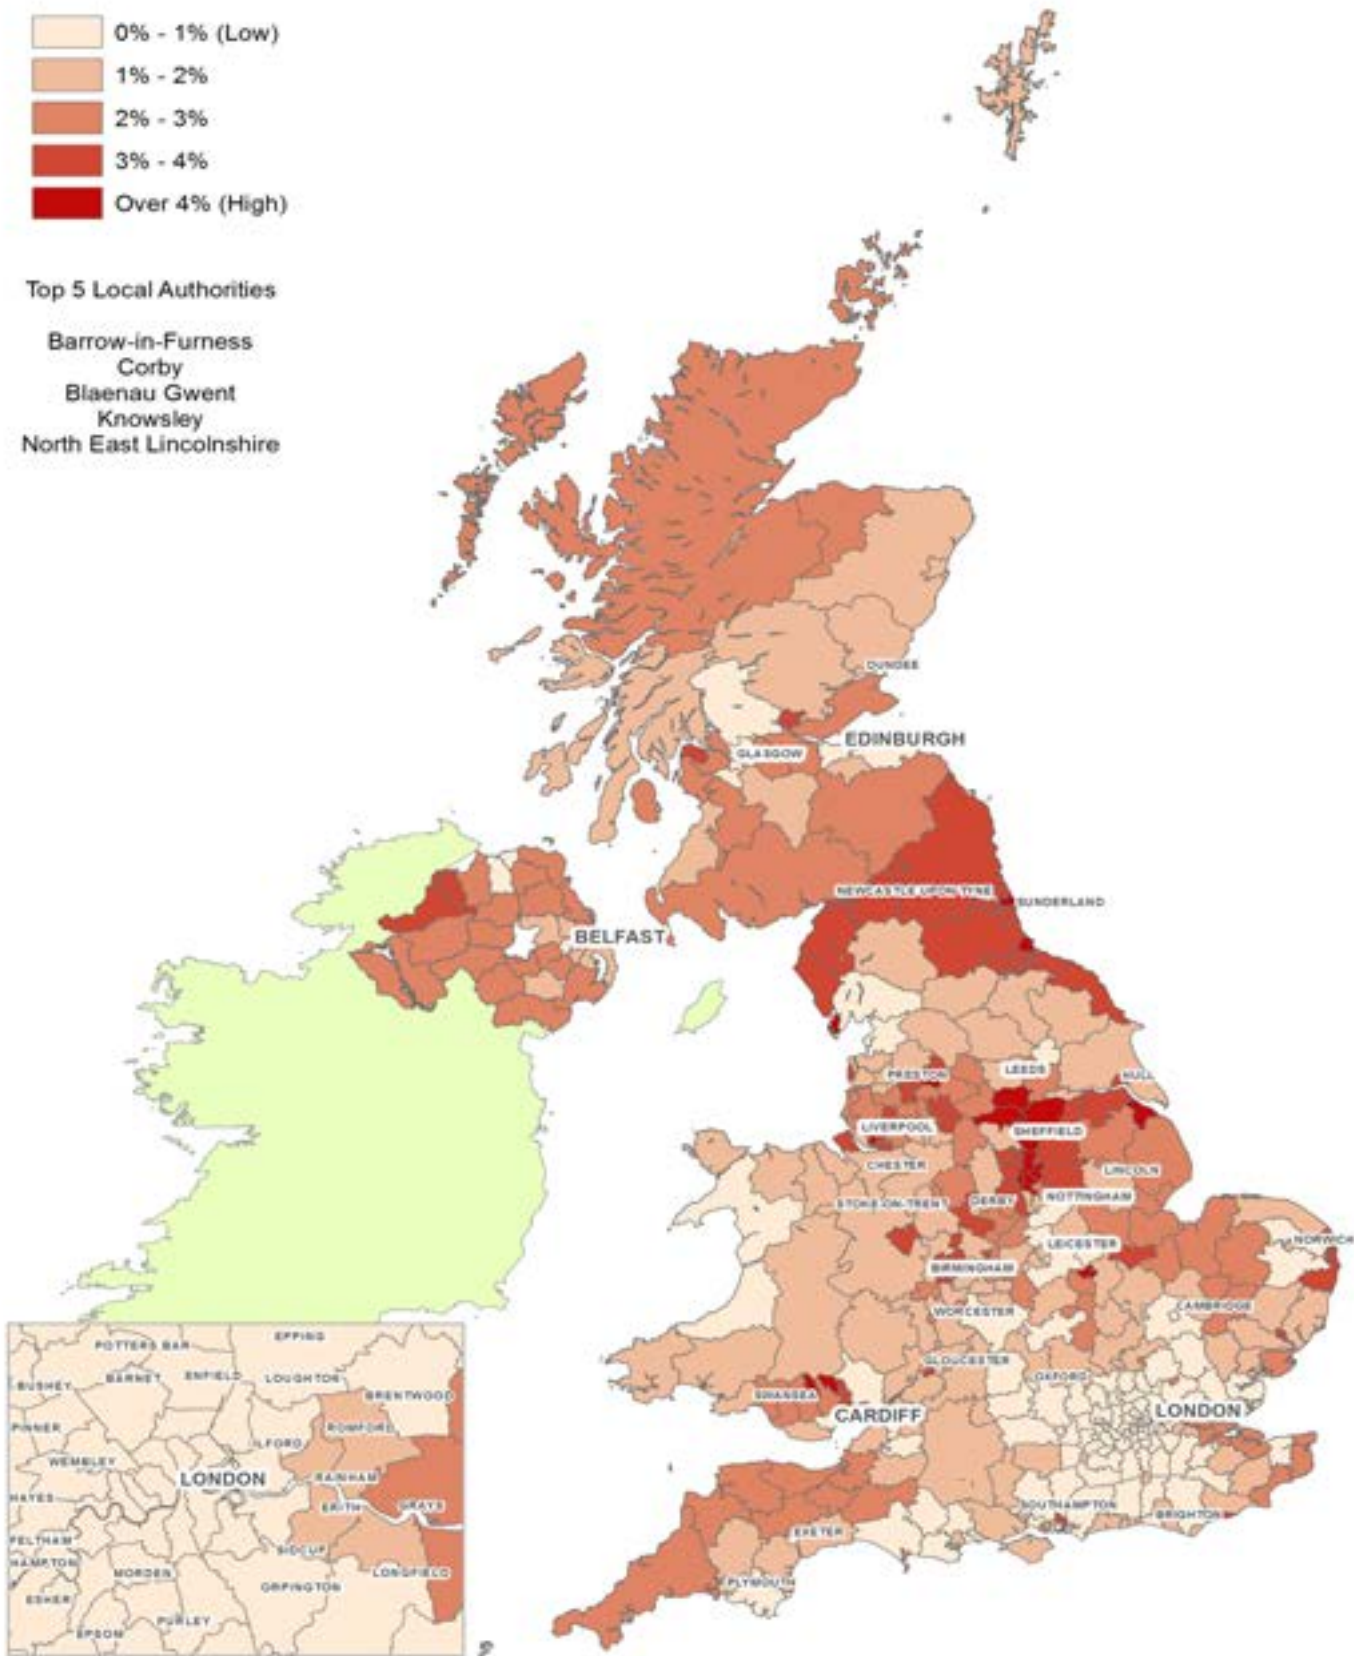 0% - 1% (Low)
1% - 2%
2% - 3%
3% - 4%
Over 4% (High)
Top 5 Local Authorities
Barrow-in-Furness
Corby
Blaenau Gwent
Knowsley
North East Lincolnshire
DUNDEE
EDINBURGH
GLASGOW
NEWCASTLE UPON TYNE
SUNDERLAND
BELFAST
PRESTON
LEEDS
HULL
LIVERPOOL
SHEFFIELD
CHESTER
LINCOLN
STOKE-ON-TRENT
DERBY
NOTTINGHAM
LEICESTER
NORWICH
BIRMINGHAM
WORCESTER
CAMBRIDGE
GLOUCESTER
OXFORD
SWANSEA
CARDIFF
LONDON
SOUTHAMPTON
BRIGHTON
EXETER
PLYMOUTH
EPPING
POTTERS BAR
BUSHEY
BARNET
ENFIELD
LOUGHTON
BRENTWOOD
PINNER
ROMFORD
ILFORD
WEMBLEY
LONDON
RAINHAM
HAYES
ERITH
GRAYS
FELTHAM
SIDCUP
HAMPTON
MORDEN
LONGFIELD
ORPINGTON
ESHER
PURLEY
EPSOM